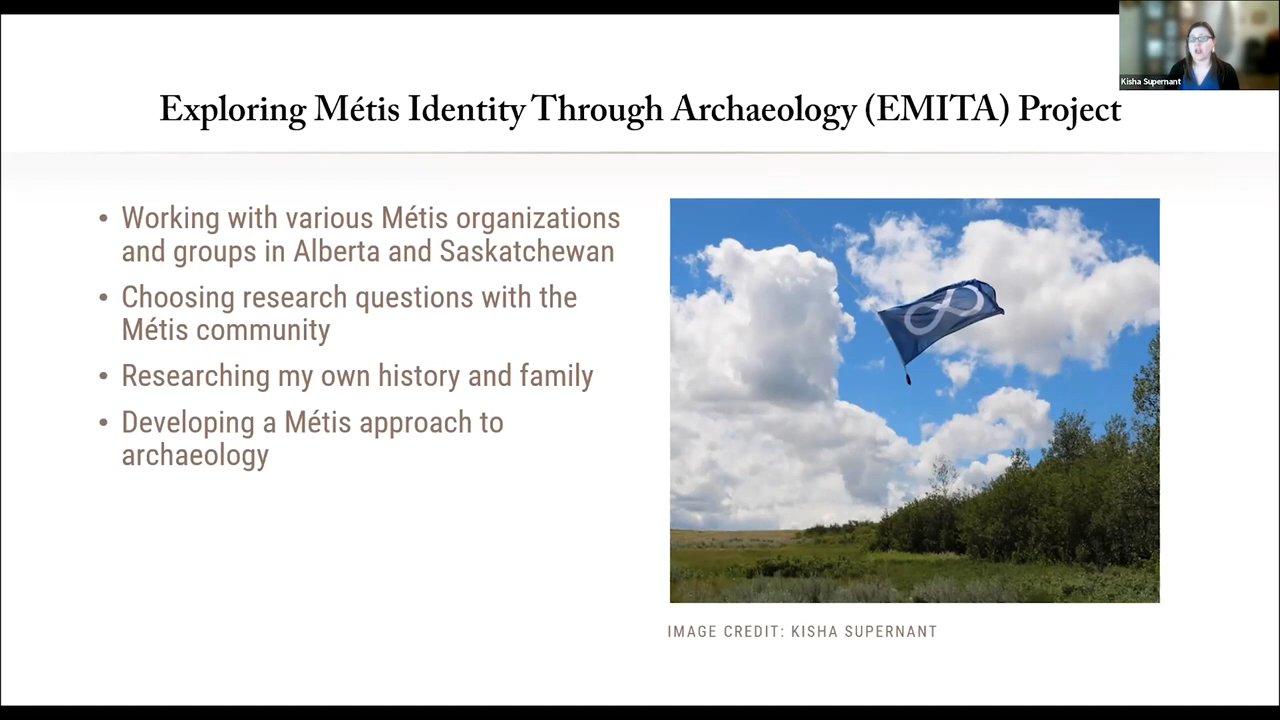 Kisha Supernant
Exploring Métis Identity Through Archaeology (EMITA) Project
• Working with various Métis organizations
and groups in Alberta and Saskatchewan
• Choosing research questions with the
Métis community
• Researching my own history and family
• Developing a Métis approach to
archaeology
IMAGE CREDIT: KISHA SUPERNANT